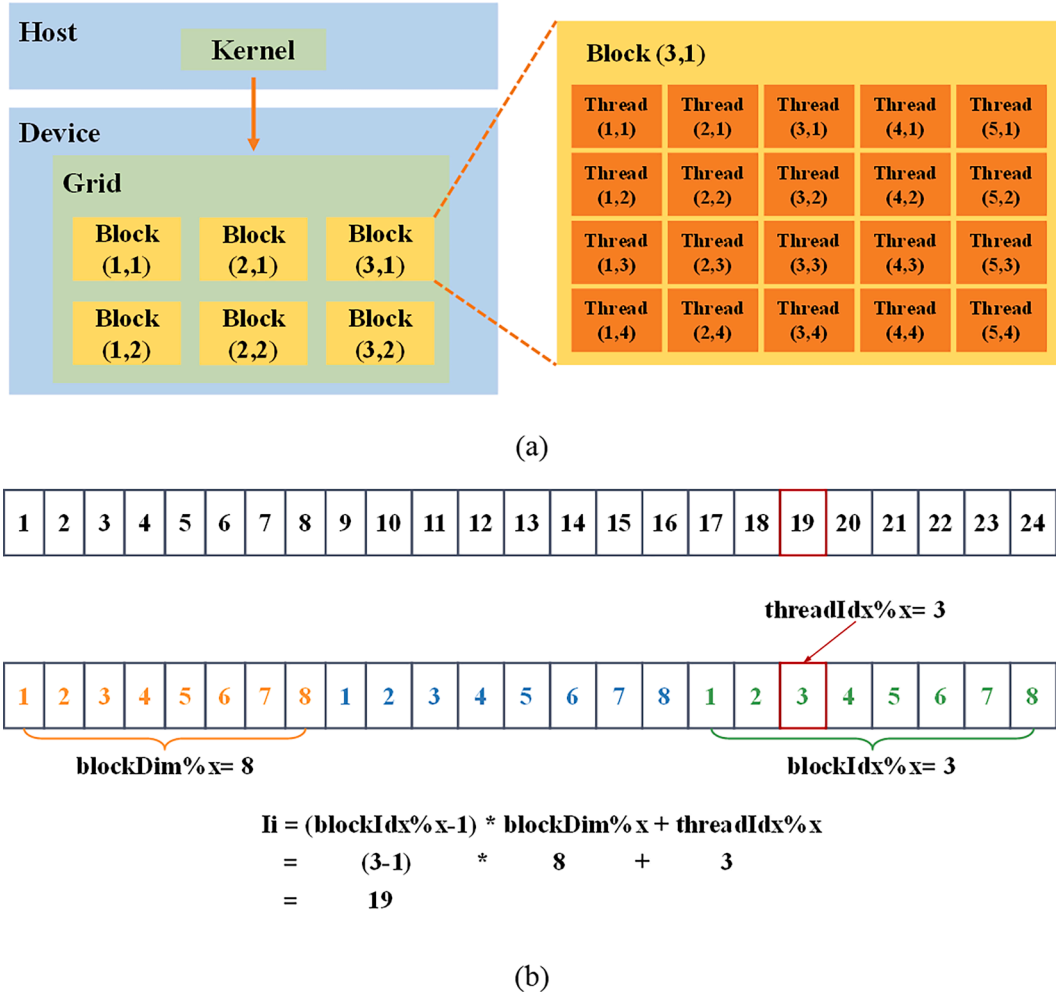 Host
Kernel
Device
Grid
Block Block Block
(1,1) (2,1) (3,1)
Block Block Block
(1,2) (2,2) (3,2)
Block (3,1)
Thread Thread Thread Thread Thread
(1,1) (2,1) (3,1) (4,1) (5,1)
Thread Thread Thread Thread Thread
(1,2) (2,2) (3,2) (4,2) (5,2)
Thread Thread Thread Thread Thread
(1,3) (2,3) (3,3) (4,3) (5,3)
Thread Thread Thread Thread Thread
(1,4) (2,4) (3,4) (4,4) (5,4)
(a)
1 2 3 4 5 6 7 8 9 10 11 12 13 14 15 16 17 18 19 20 21 22 23 24
threadIdx%x= 3
1 2 3 4 5 6 7 8 1 2 3 4 5 6 7 8 1 2 3 4 5 6 7 8
blockDim%x= 8 blockIdx%x= 3
Ii = (blockIdx%x-1) * blockDim%x + threadIdx%x
= (3-1) * 8 + 3
= 19
(b)